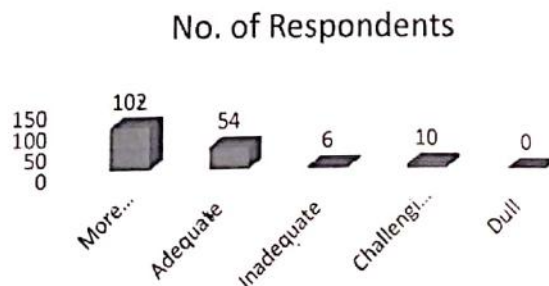 No. of Respondents
102
54
6
10
0
150
100
50
0
More...
Adequate
Inadequate
Challengi...
Dull